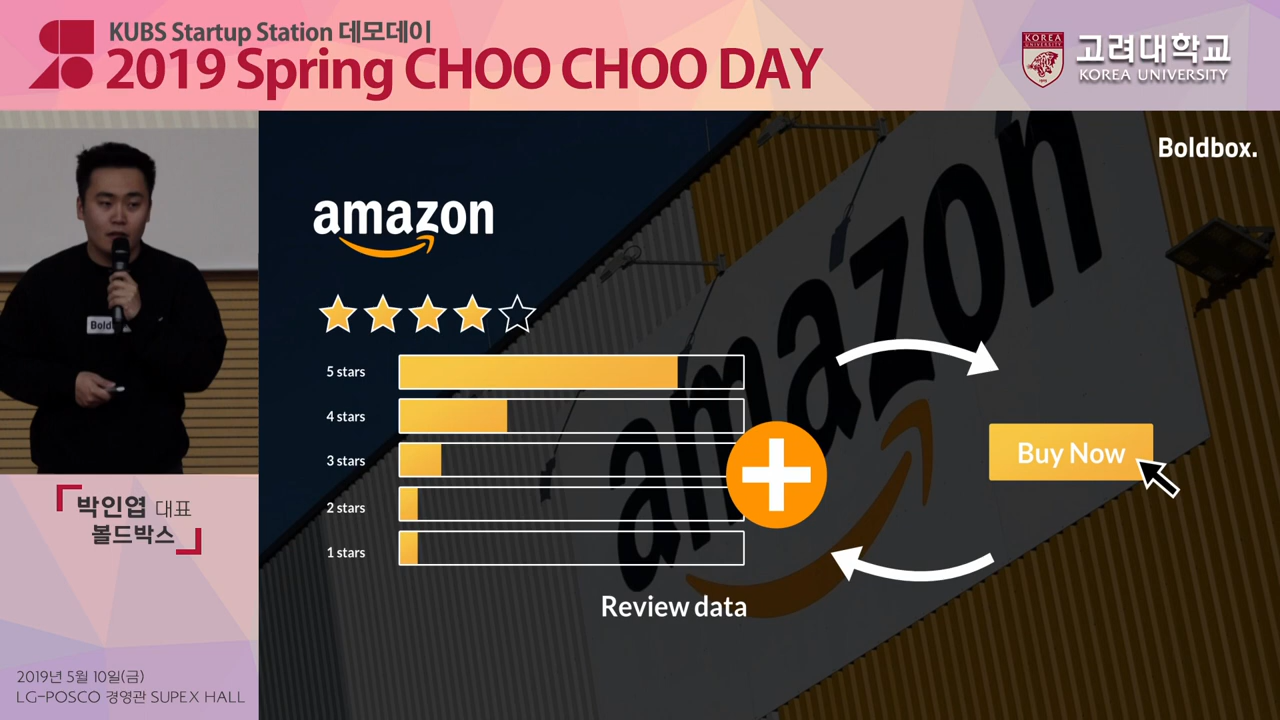 KUBS Startup Station 데모데이
2019 Spring CHOO CHOO DAY
KOREA
UNIVERSITY
고려대학교
KOREA UNIVERSITY
Boldbox.
amazon
amazon
5 stars
4 stars
3 stars
2 stars
1 stars
Buy Now
Review data
Bold
박인엽 대표
볼드박스
2019년 5월 10일(금)
LG-POSCO 경영관 SUPEX HALL